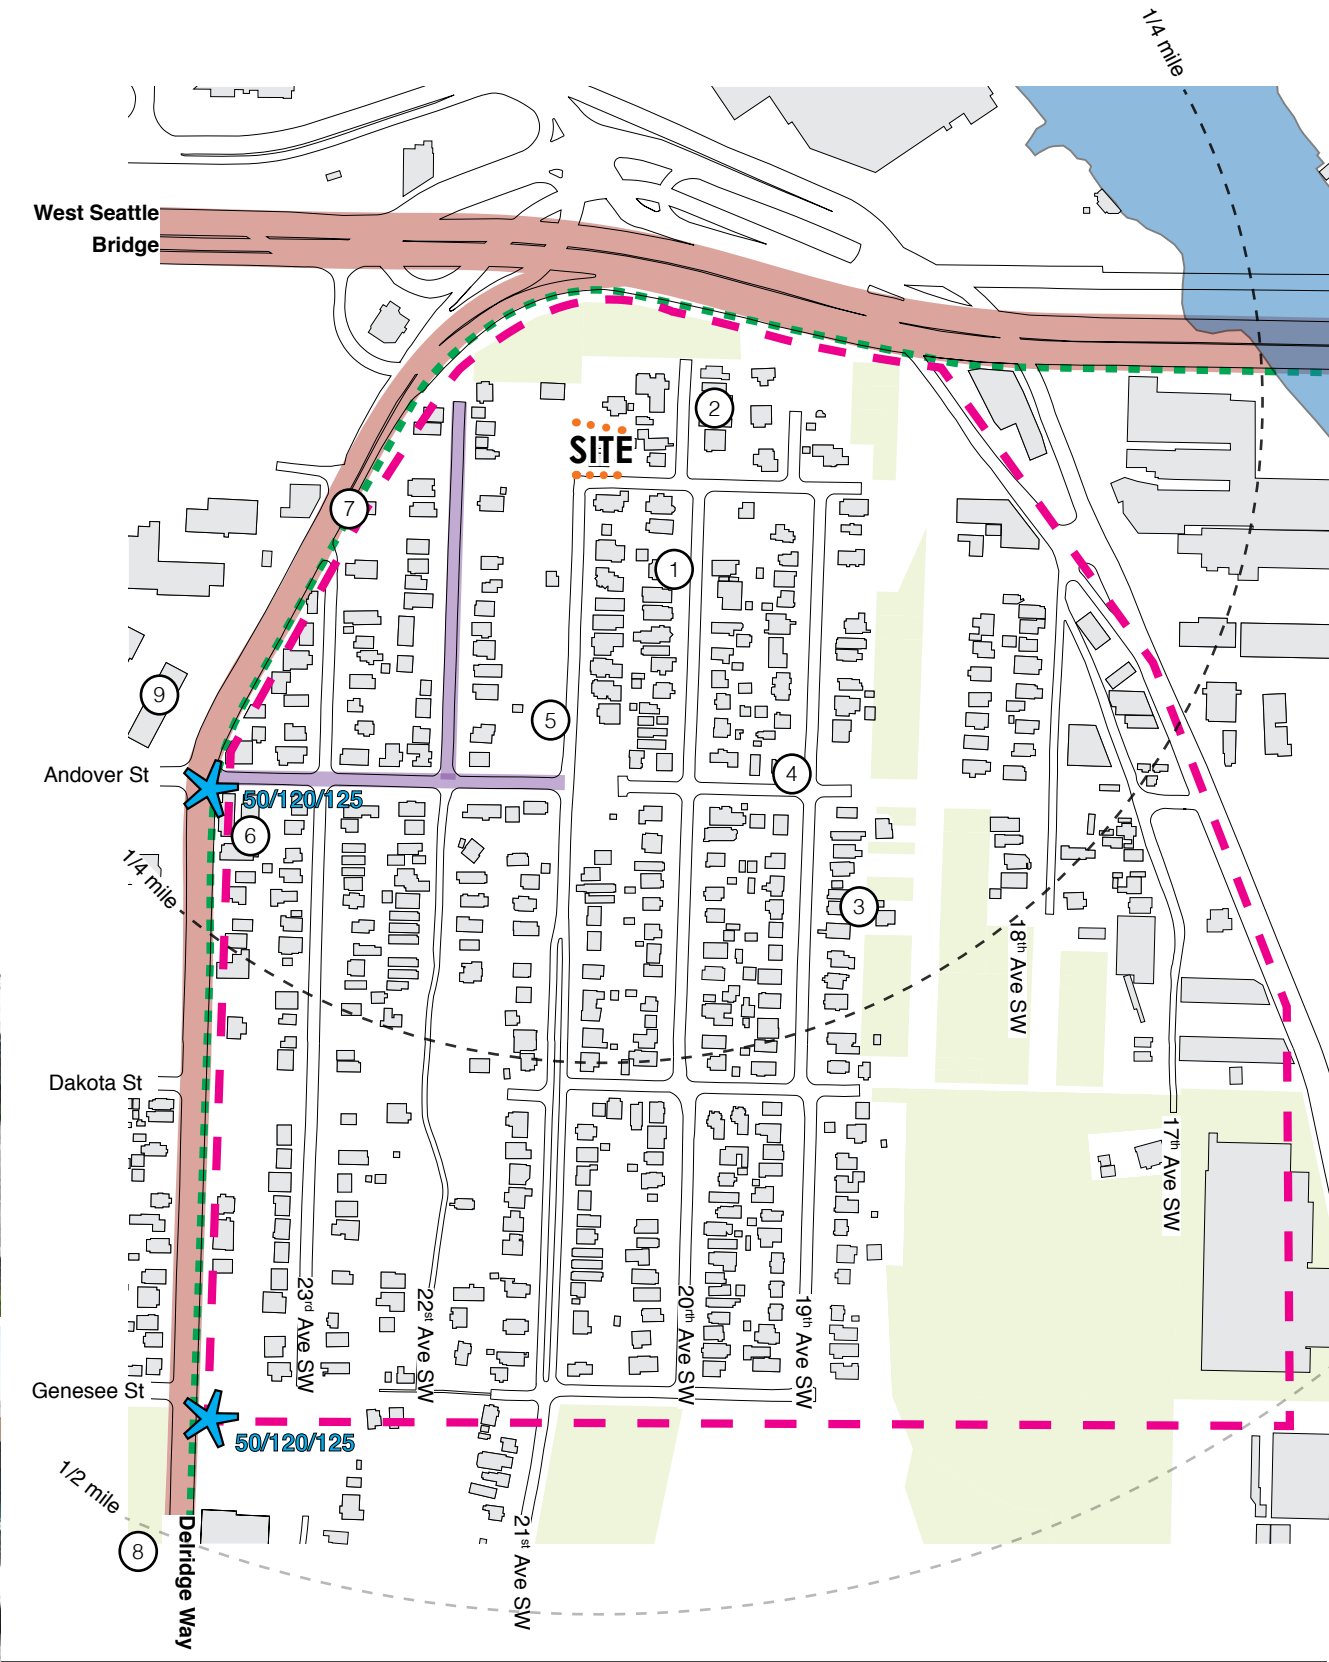 1/4 mile
West Seattle
Bridge
2
SITE
7
1
9
5
Andover St
4
50/120/125
6
1/4 mile
3
18th Ave SW
Dakota St
17th Ave SW
23rd Ave SW
22st Ave SW
20th Ave SW
19th Ave SW
Genesee St
50/120/125
1/2 mile
8
Delridge Way
21st Ave SW